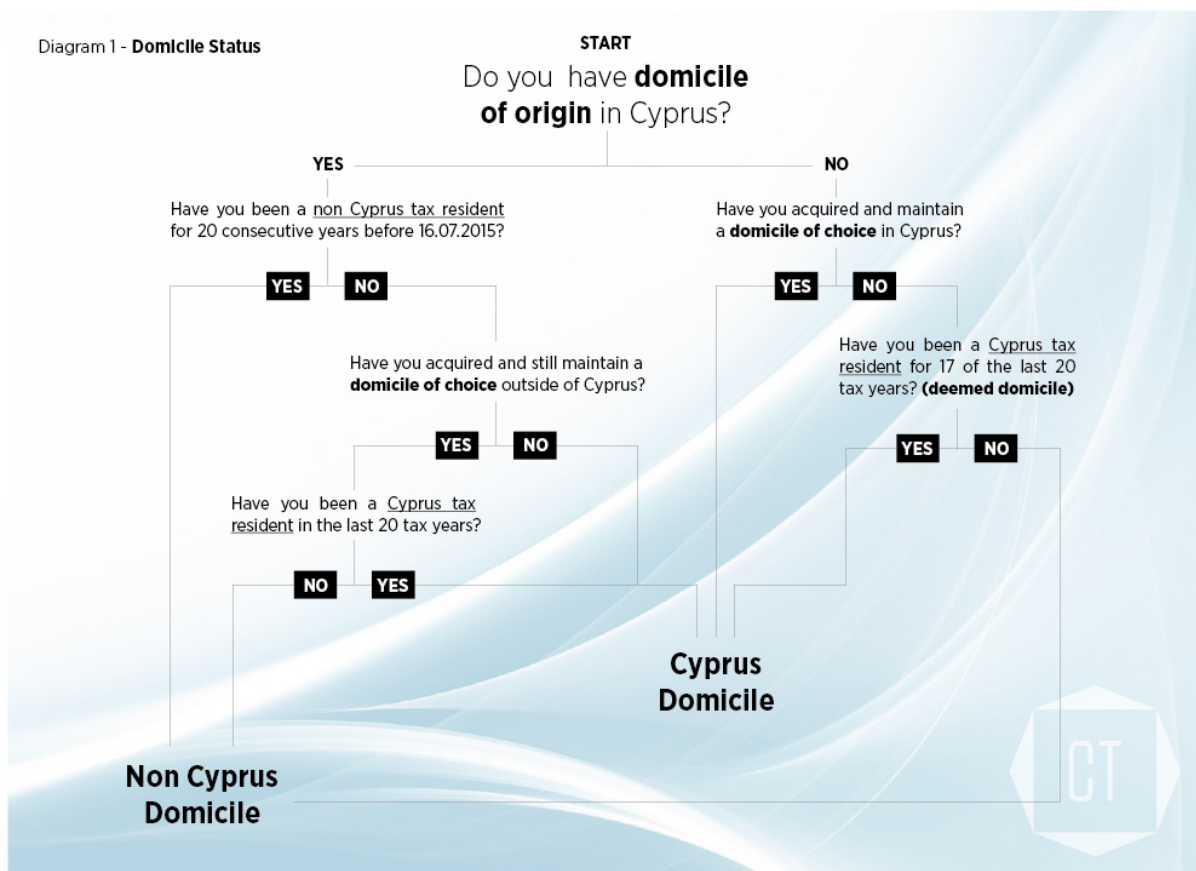 Diagram 1 - Domicile Status
START
Do you have domicile
of origin in Cyprus?
YES
NO
Have you been a non Cyprus tax resident
for 20 consecutive years before 16.07.2015?
Have you acquired and maintain
a domicile of choice in Cyprus?
YES
NO
YES
NO
Have you been a Cyprus tax
resident for 17 of the last 20
tax years? (deemed domicile)
Have you acquired and still maintain a
domicile of choice outside of Cyprus?
YES
NO
YES
NO
Have you been a Cyprus tax
resident in the last 20 tax years?
NO
YES
Cyprus
Domicile
Non Cyprus
Domicile
CT